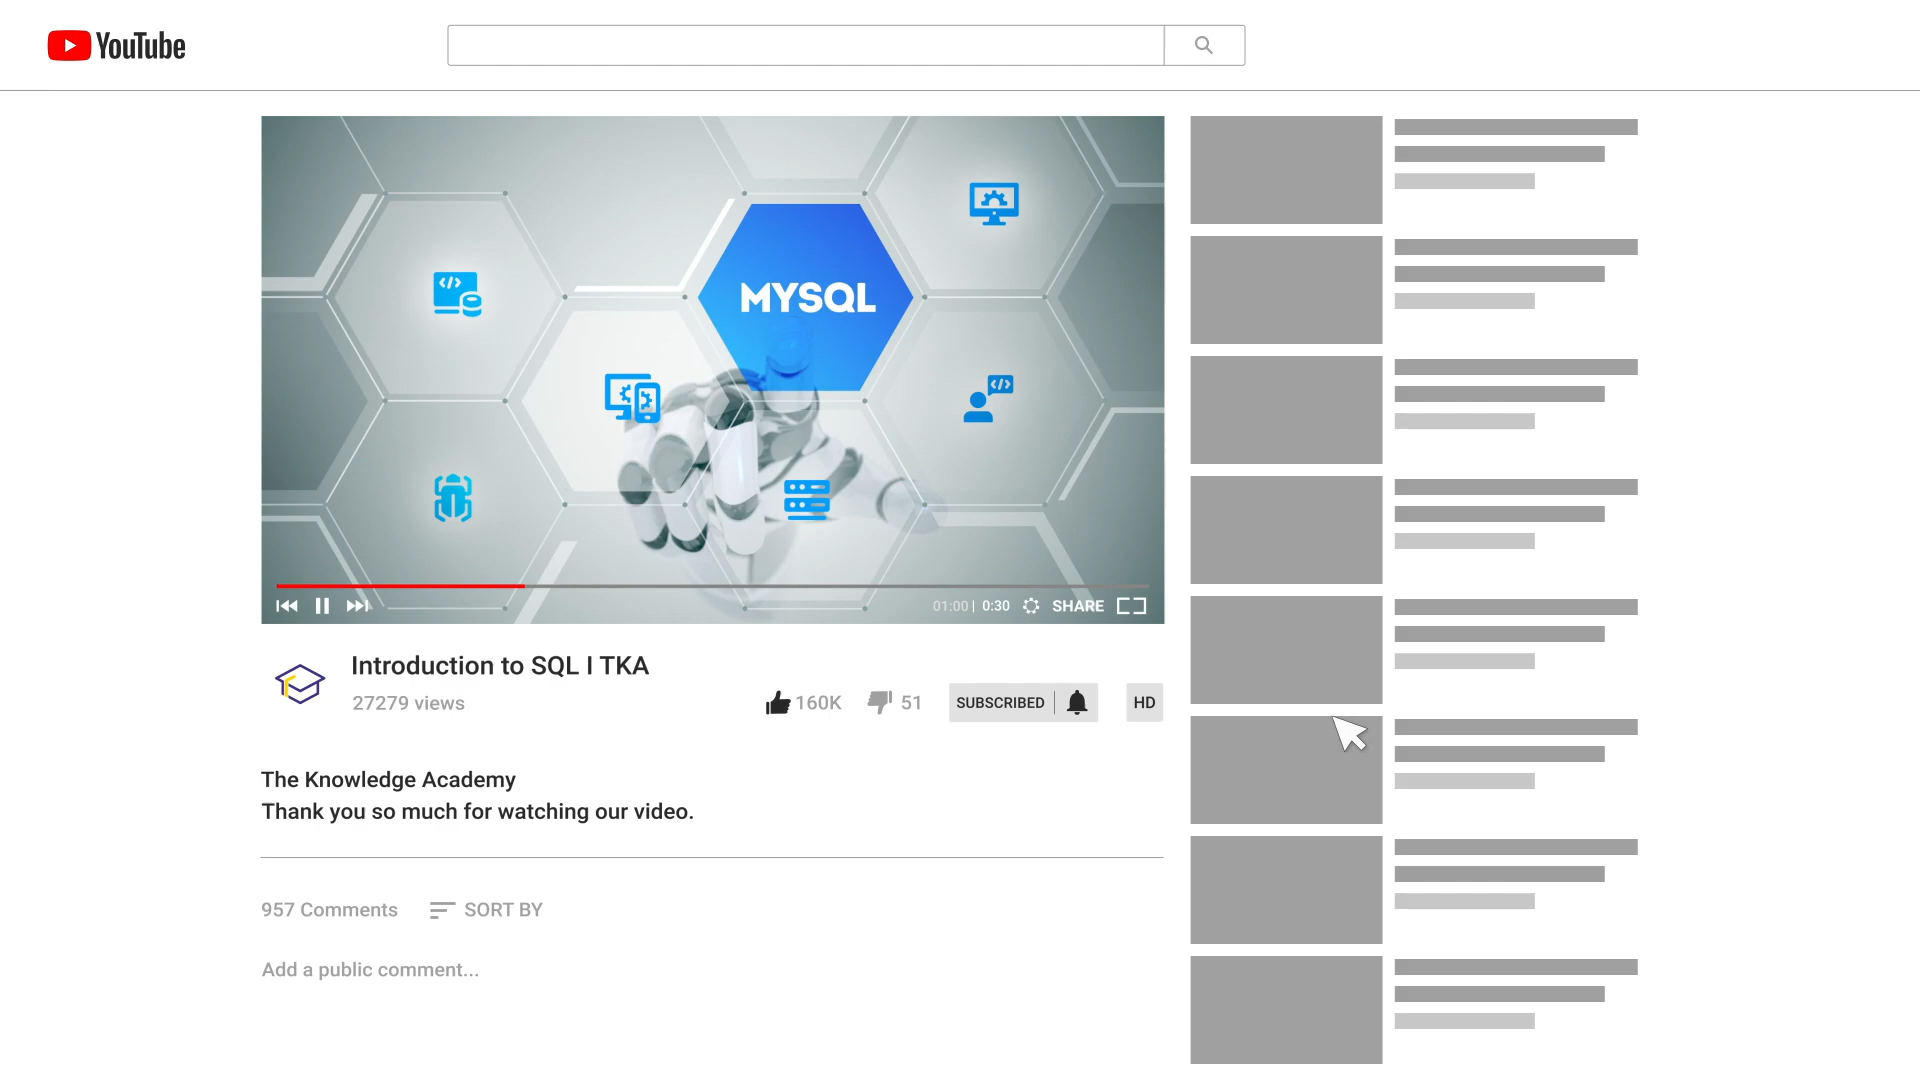 YouTube
MYSQL
01:00 | 0:30 SHARE
Introduction to SQL I TKA
27279 views
160K 51 SUBSCRIBED HD
The Knowledge Academy
Thank you so much for watching our video.
957 Comments SORT BY
Add a public comment...